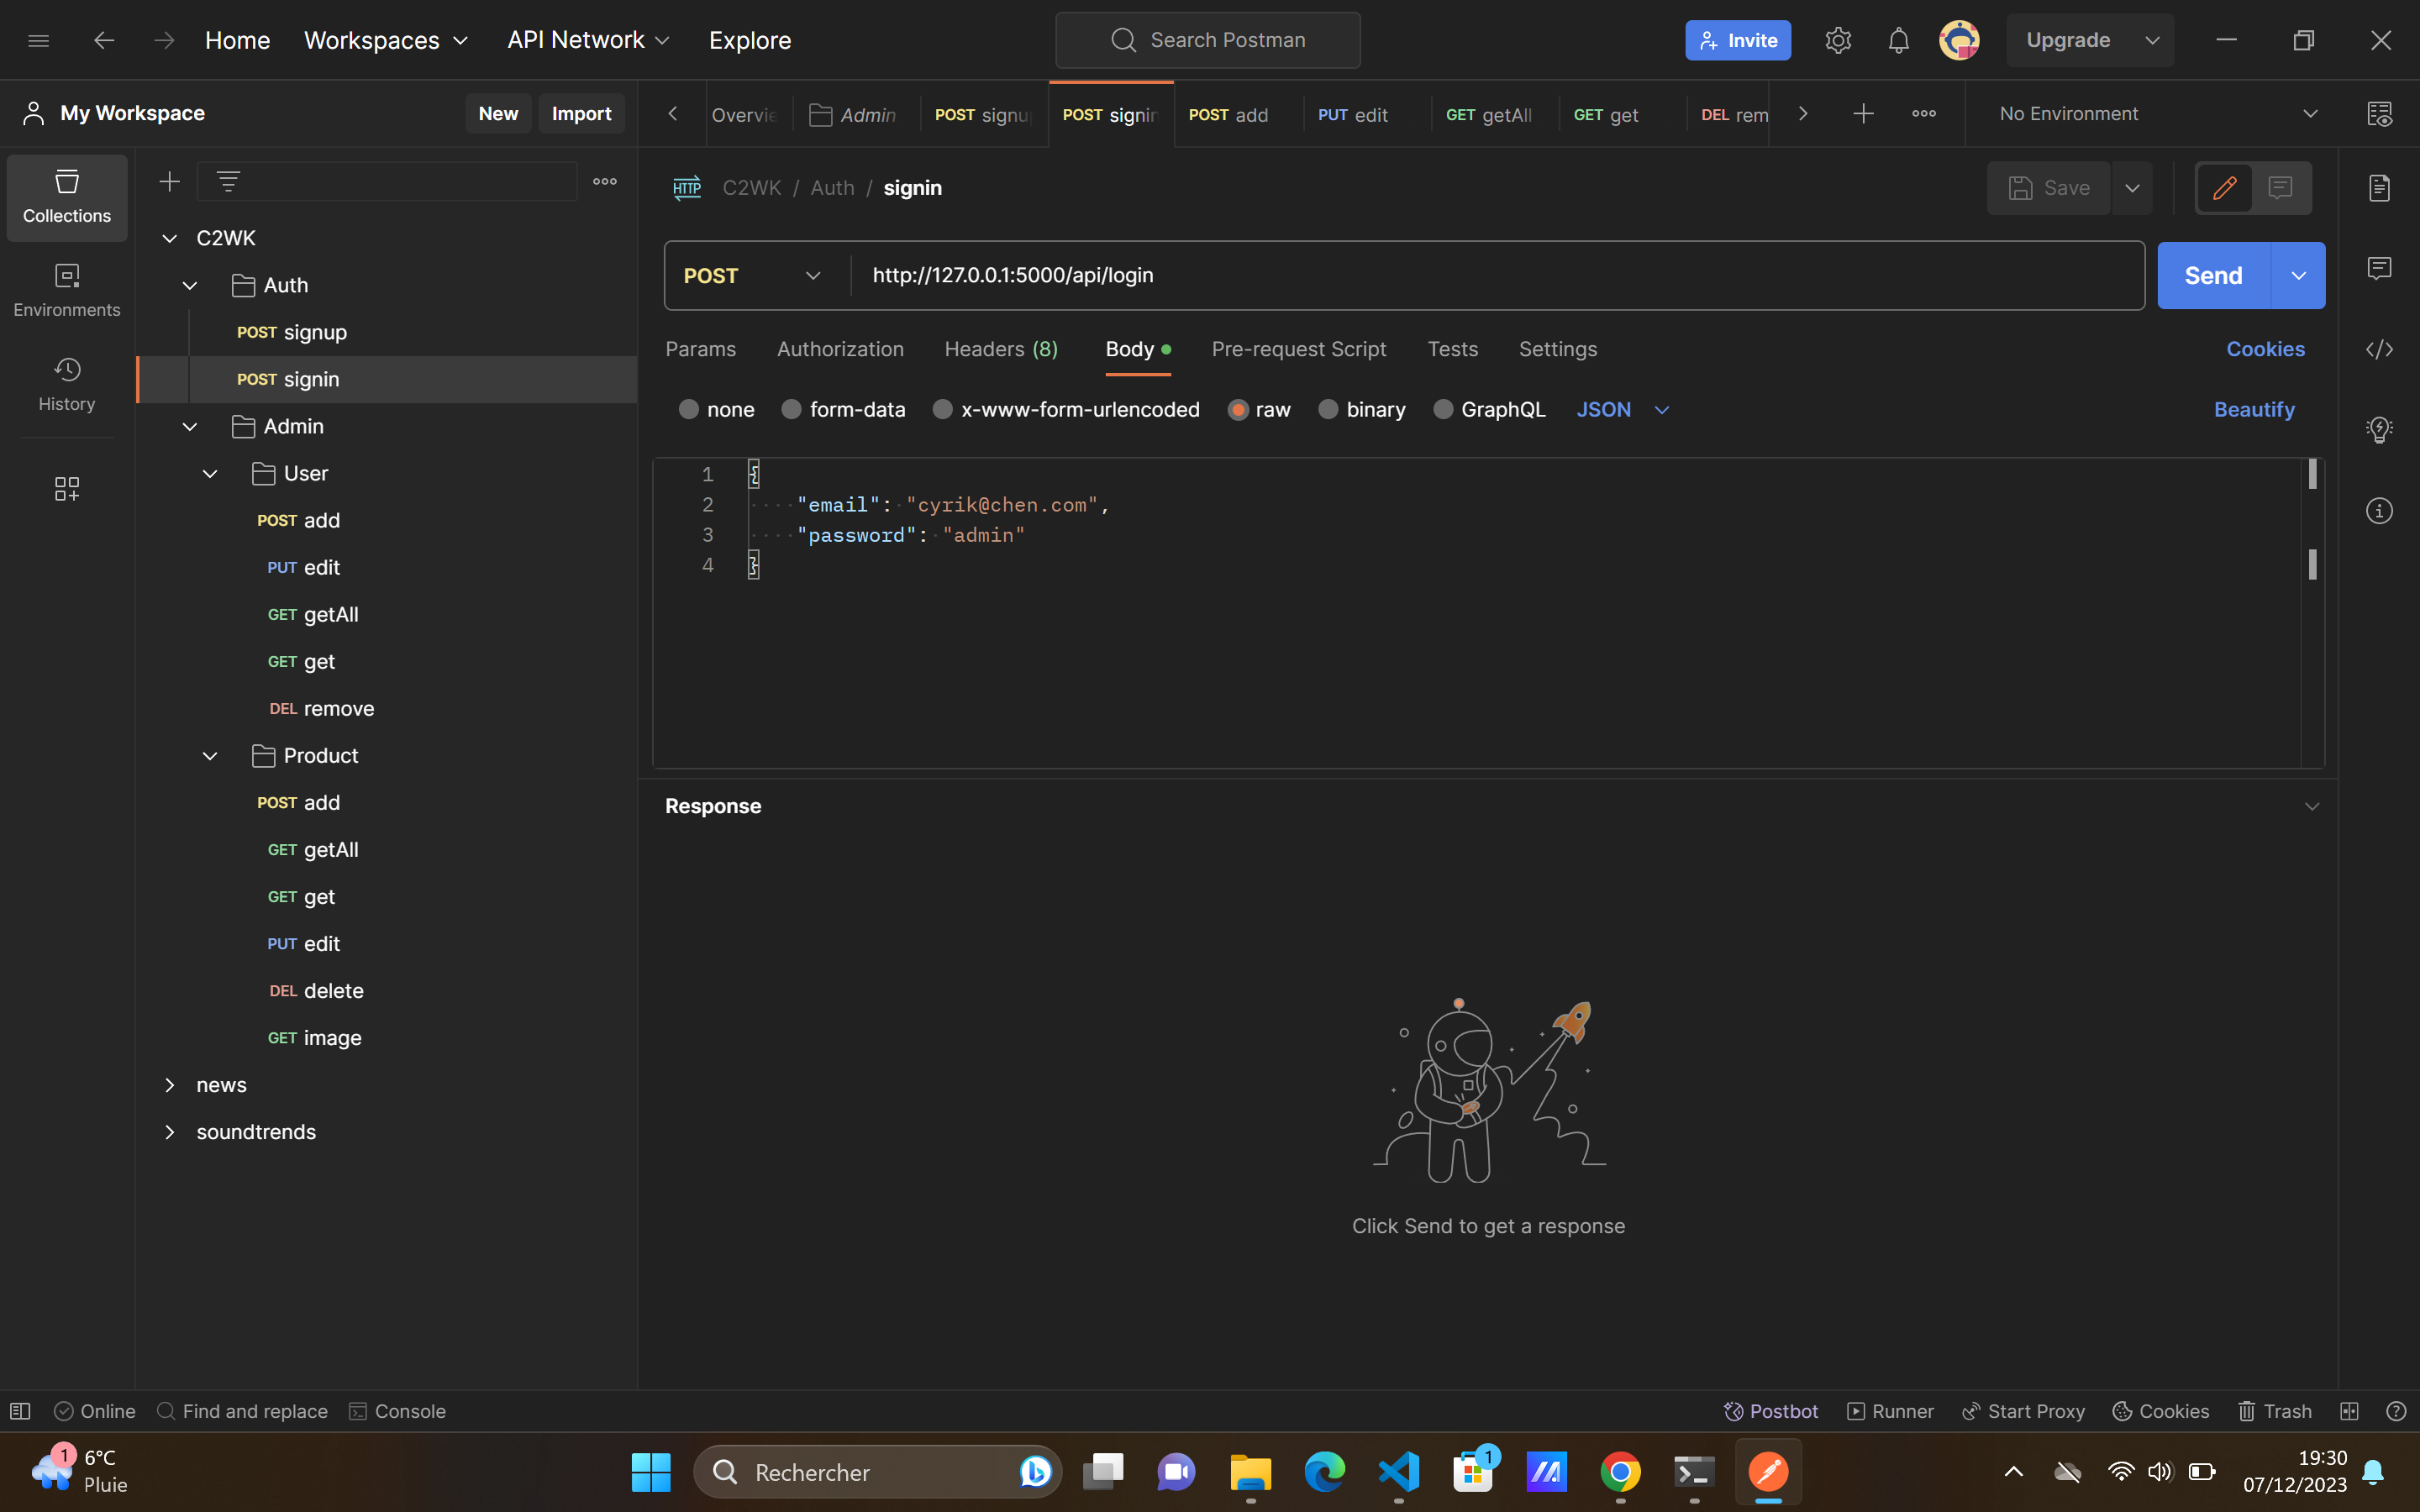 Home Workspaces API Network Explore Search Postman Invite Upgrade
My Workspace New Import
Overvie Admin POST signu POST signin POST add PUT edit GET getAll GET get DEL rem No Environment
Collections
Environments
History
C2WK
Auth
POST signup
POST signin
Admin
User
POST add
PUT edit
GET getAll
GET get
DEL remove
Product
POST add
GET getAll
GET get
PUT edit
DEL delete
GET image
news
soundtrends
HTTP C2WK / Auth / signin Save
POST http://127.0.0.1:5000/api/login Send
Params Authorization Headers (8) Body Pre-request Script Tests Settings Cookies
none form-data x-www-form-urlencoded raw binary GraphQL JSON Beautify
1 {
2 "email": "cyrik@chen.com",
3 "password": "admin"
4 }
Response
Click Send to get a response
Online Find and replace Console Postbot Runner Start Proxy Cookies Trash
1 6°C
Pluie
Rechercher
1
19:30
07/12/2023